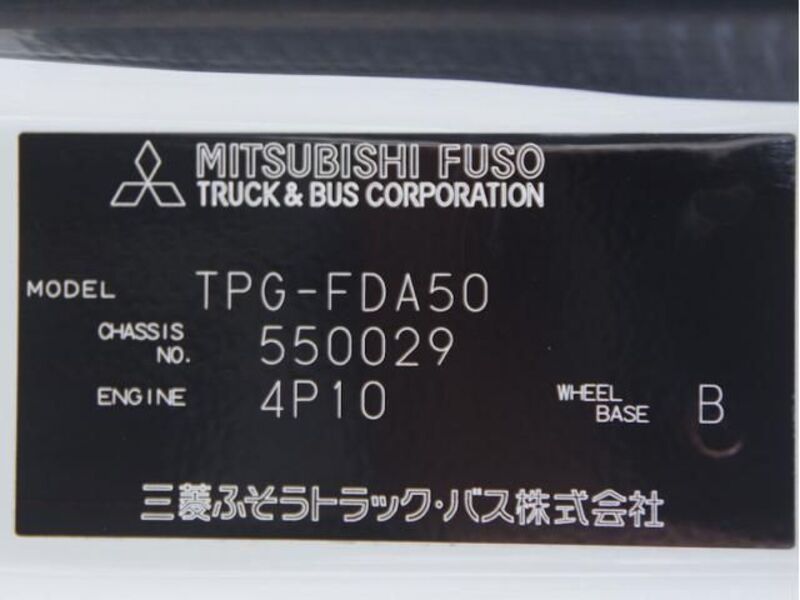 MITSUBISHI FUSO
TRUCK & BUS CORPORATION
MODEL TPG-FDA50
CHASSIS NO. 550029
ENGINE 4P10 WHEEL BASE B
三菱ふそうトラック・バス株式会社